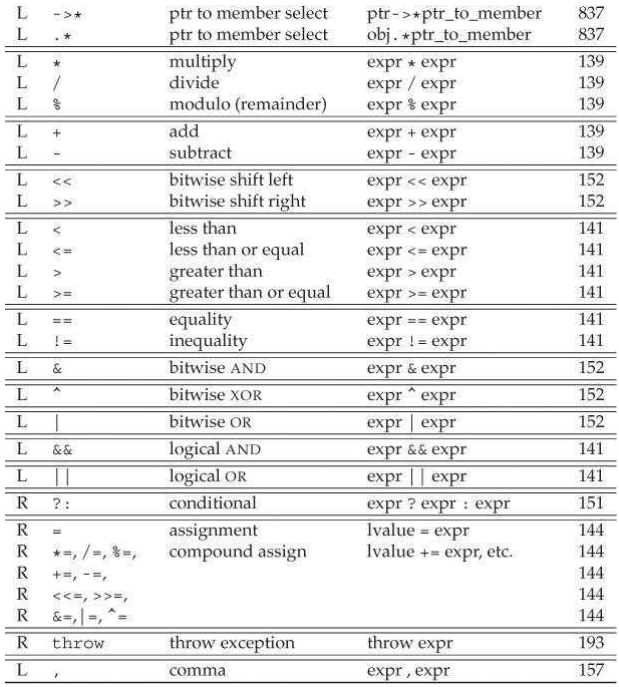 L ->* ptr to member select ptr->*ptr_to_member 837
L .* ptr to member select obj.*ptr_to_member 837
L * multiply expr * expr 139
L / divide expr / expr 139
L % modulo (remainder) expr % expr 139
L + add expr + expr 139
L - subtract expr - expr 139
L << bitwise shift left expr << expr 152
L >> bitwise shift right expr >> expr 152
L < less than expr < expr 141
L <= less than or equal expr <= expr 141
L > greater than expr > expr 141
L >= greater than or equal expr >= expr 141
L == equality expr == expr 141
L != inequality expr != expr 141
L & bitwise AND expr & expr 152
L ^ bitwise XOR expr ^ expr 152
L | bitwise OR expr | expr 152
L && logical AND expr && expr 141
L || logical OR expr || expr 141
R ?: conditional expr ? expr : expr 151
R = assignment lvalue = expr 144
R *=, /=, %=, compound assign lvalue += expr, etc. 144
R +=, -=, 144
R <<=, >>=, 144
R &=, |=, ^= 144
R throw throw exception throw expr 193
L , comma expr , expr 157